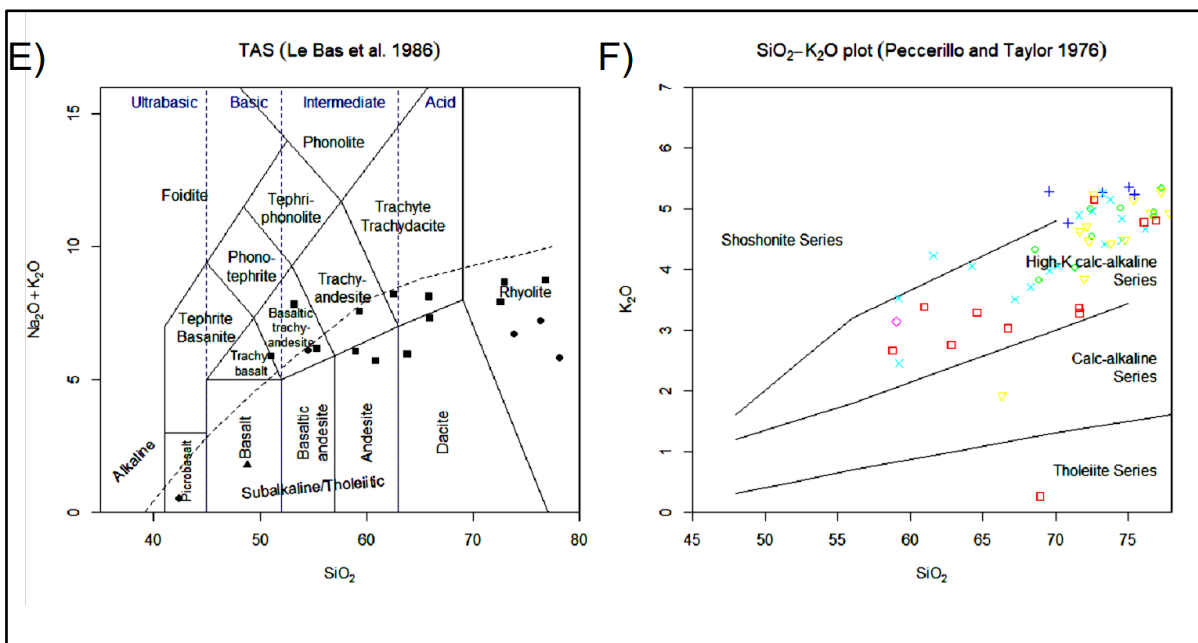 E)
TAS (Le Bas et al. 1986)
Ultrabasic
Basic
Intermediate
Acid
Phonolite
Foidite
Tephri-
phonolite
Trachyte
Trachydacite
Phono-
tephrite
Trachy-
andesite
Rhyolite
Tephrite
Basanite
Basaltic
trachy-
andesite
Trachy-
basalt
Alkaline
Picrobasalt
Basalt
Basaltic
andesite
Andesite
Dacite
Subalkaline/Tholeiitic
Na₂O + K₂O
0
5
10
15
40
50
60
70
80
SiO₂
F)
SiO₂–K₂O plot (Peccerillo and Taylor 1976)
Shoshonite Series
High-K calc-alkaline
Series
Calc-alkaline
Series
Tholeiite Series
K₂O
0
1
2
3
4
5
6
7
45
50
55
60
65
70
75
SiO₂